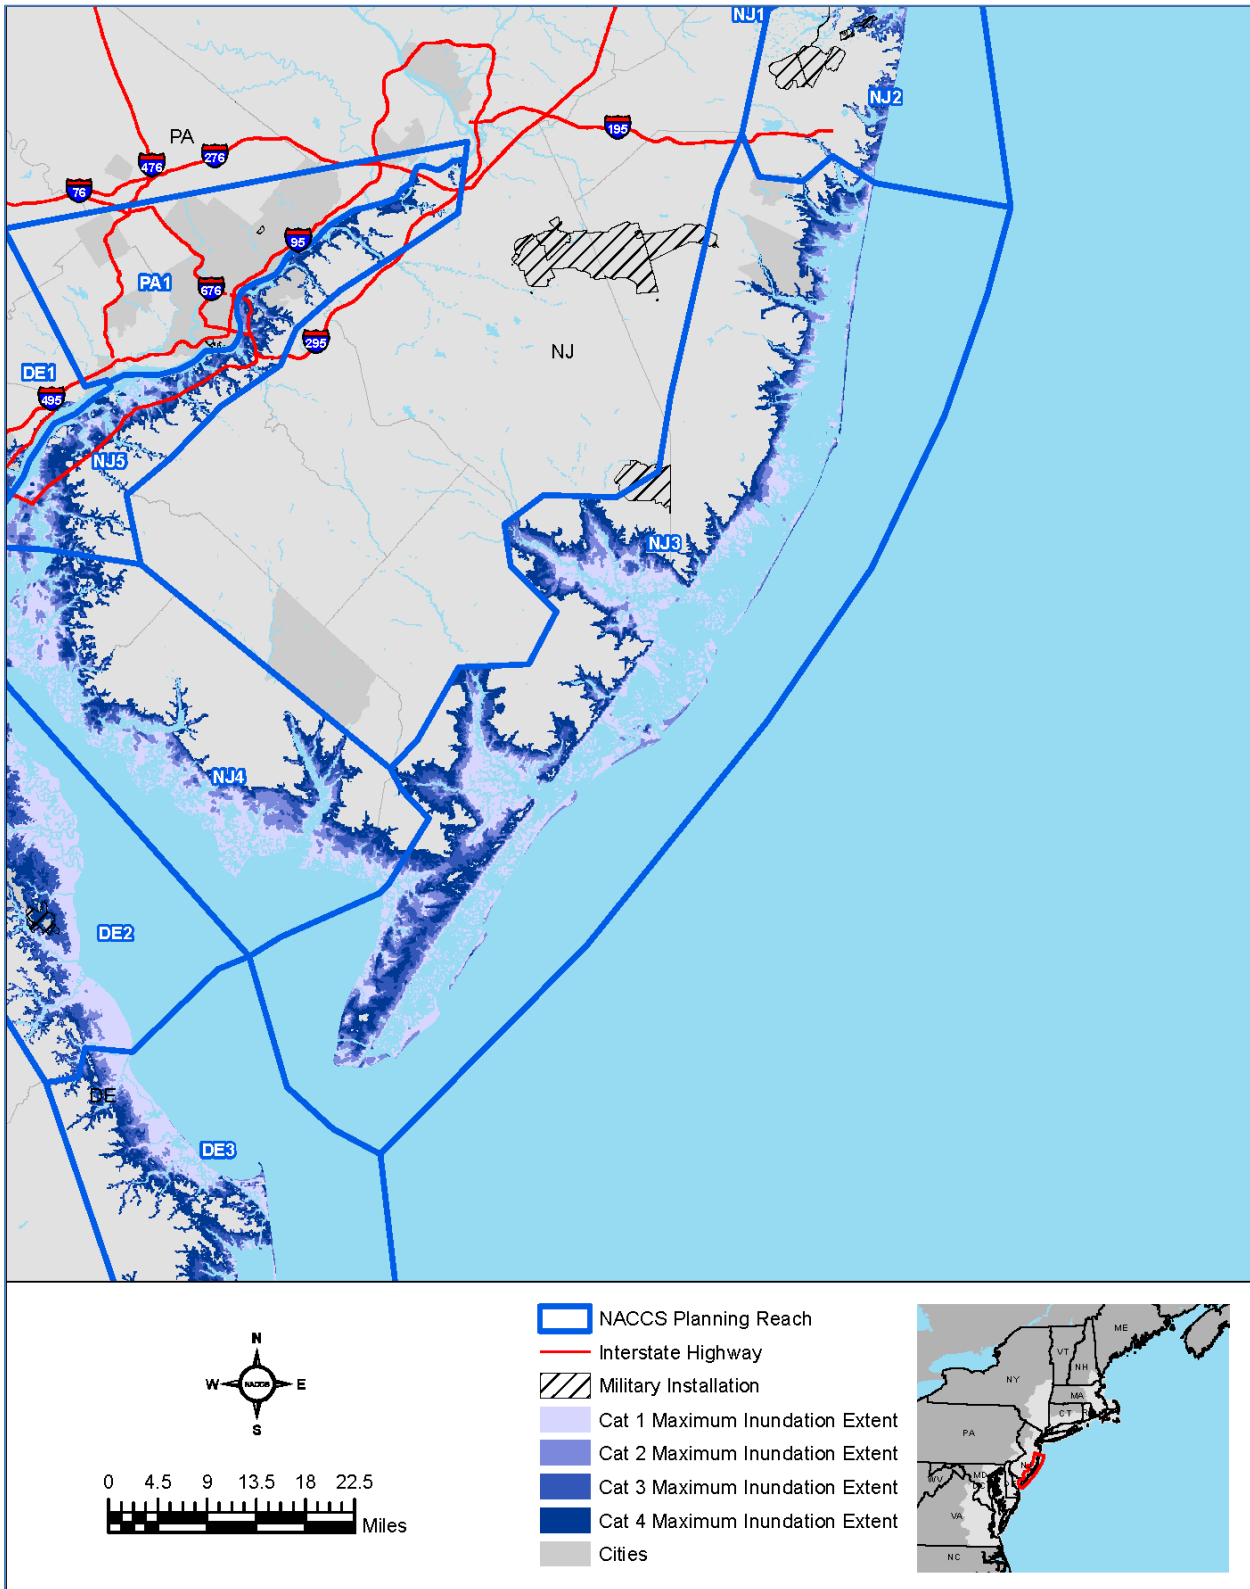 NJ1
NJ2
195
PA
276
476
76
95
PA1
676
295
NJ
DE1
495
NJ5
NJ3
NJ4
DE2
DE
DE3
N
W
NACCS
E
S
0 4.5 9 13.5 18 22.5
Miles
NACCS Planning Reach
Interstate Highway
Military Installation
Cat 1 Maximum Inundation Extent
Cat 2 Maximum Inundation Extent
Cat 3 Maximum Inundation Extent
Cat 4 Maximum Inundation Extent
Cities
ME
VT
NH
NY
MA
CT
PA
WV
MD
VA
NC